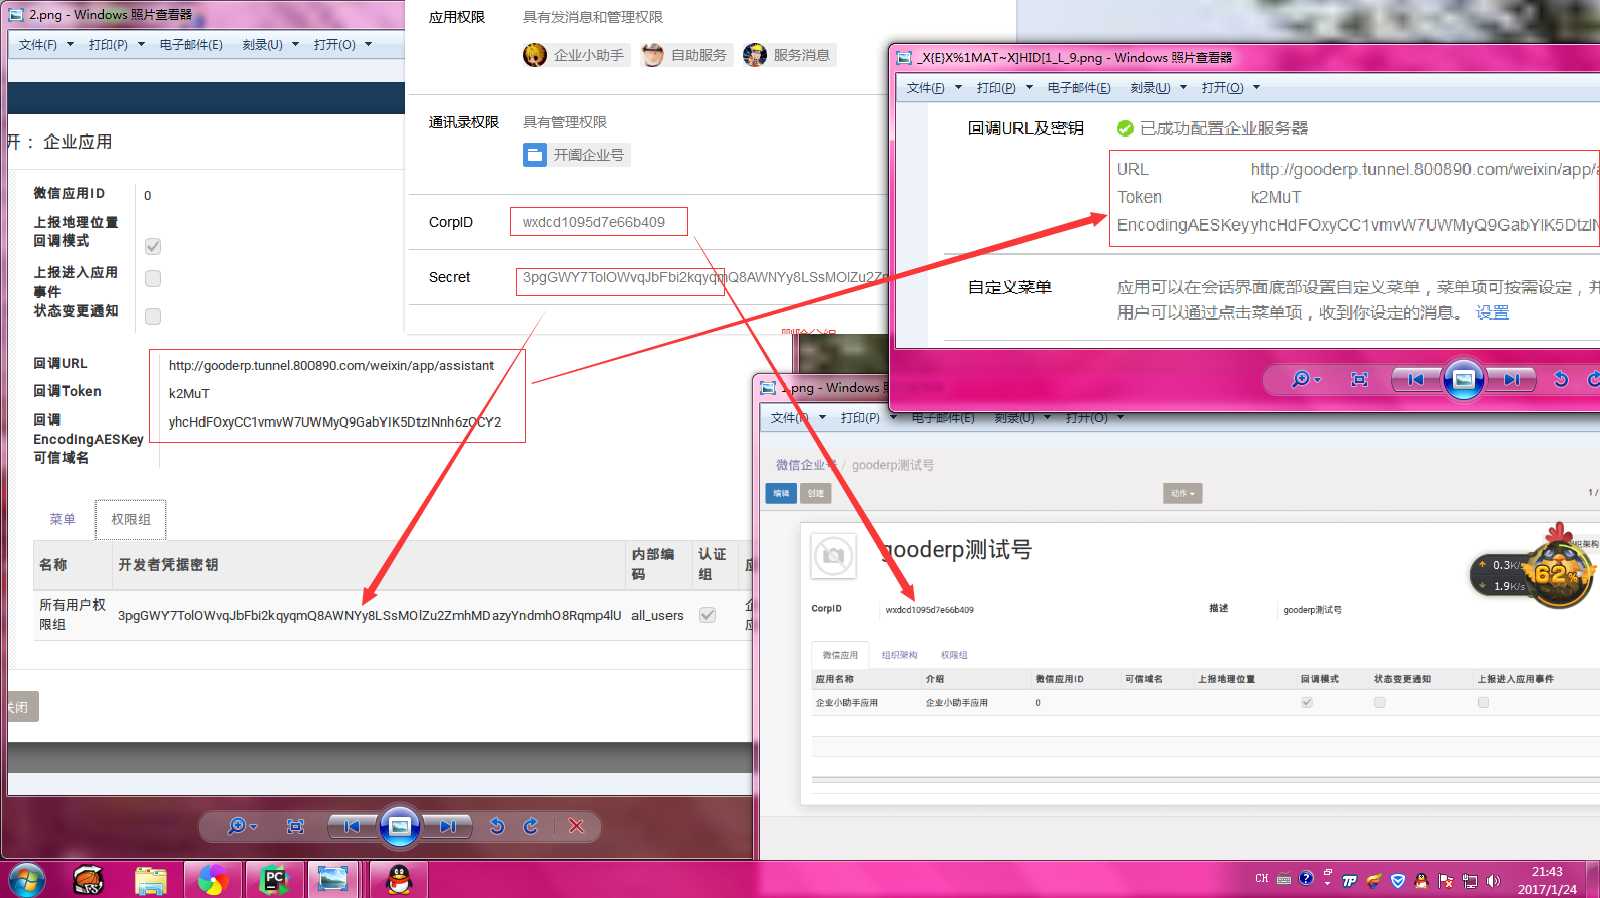 2.png - Windows 照片查看器
文件(F) 打印(P) 电子邮件(E) 刻录(U) 打开(O)
开： 企业应用
微信应用ID 0
上报地理位置
回调模式
上报进入应用
事件
状态变更通知
回调URL http://gooderp.tunnel.800890.com/weixin/app/assistant
回调Token k2MuT
回调
EncodingAESKey yhcHdFOxyCC1vmvW7UWMyQ9GabYIK5DtzINnh6zOCY2
可信域名
菜单 权限组
名称 开发者凭据密钥 内部编码 认证组
所有用户权限组 3pgGWY7TolOWvqJbFbi2kqyqmQ8AWNYy8LSsMOlZu2ZmhMDazyYndmhO8Rqmp4lU all_users
关闭
应用权限 具有发消息和管理权限
企业小助手 自助服务 服务消息
通讯录权限 具有管理权限
开阖企业号
CorpID wxdcd1095d7e66b409
Secret 3pgGWY7TolOWvqJbFbi2kqyqmQ8AWNYy8LSsMOlZu2Zm
_X{E}X%1MAT~X]HID[1_L_9.png - Windows 照片查看器
文件(F) 打印(P) 电子邮件(E) 刻录(U) 打开(O)
回调URL及密钥 已成功配置企业服务器
URL http://gooderp.tunnel.800890.com/weixin/app/
Token k2MuT
EncodingAESKey yhcHdFOxyCC1vmvW7UWMyQ9GabYIK5DtzIN
自定义菜单 应用可以在会话界面底部设置自定义菜单，菜单项可按需设定，并
用户可以通过点击菜单项，收到你设定的消息。 设置
1.png - Windows 照
文件(F) 打印(P) 电子邮件(E) 刻录(U) 打开(O)
微信企业号 / gooderp测试号
编辑 创建 动作 1 /
gooderp测试号
组织架构
CorpID wxdcd1095d7e66b409 描述 gooderp测试号
微信应用 组织架构 权限组
应用名称 介绍 微信应用ID 可信域名 上报地理位置 回调模式 状态变更通知 上报进入应用事件
企业小助手应用 企业小助手应用 0
0.3K/s
1.9K/s
62%
CH
21:43
2017/1/24